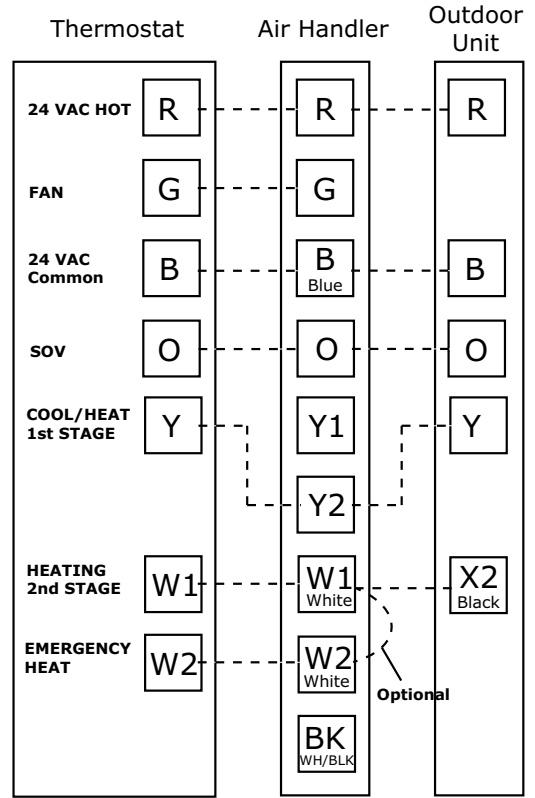 Thermostat
Air Handler
Outdoor
Unit
24 VAC HOT
R
R
R
FAN
G
G
24 VAC
Common
B
B
Blue
B
SOV
O
O
O
COOL/HEAT
1st STAGE
Y
Y1
Y
Y2
HEATING
2nd STAGE
W1
W1
White
X2
Black
EMERGENCY
HEAT
W2
W2
White
Optional
BK
WH/BLK